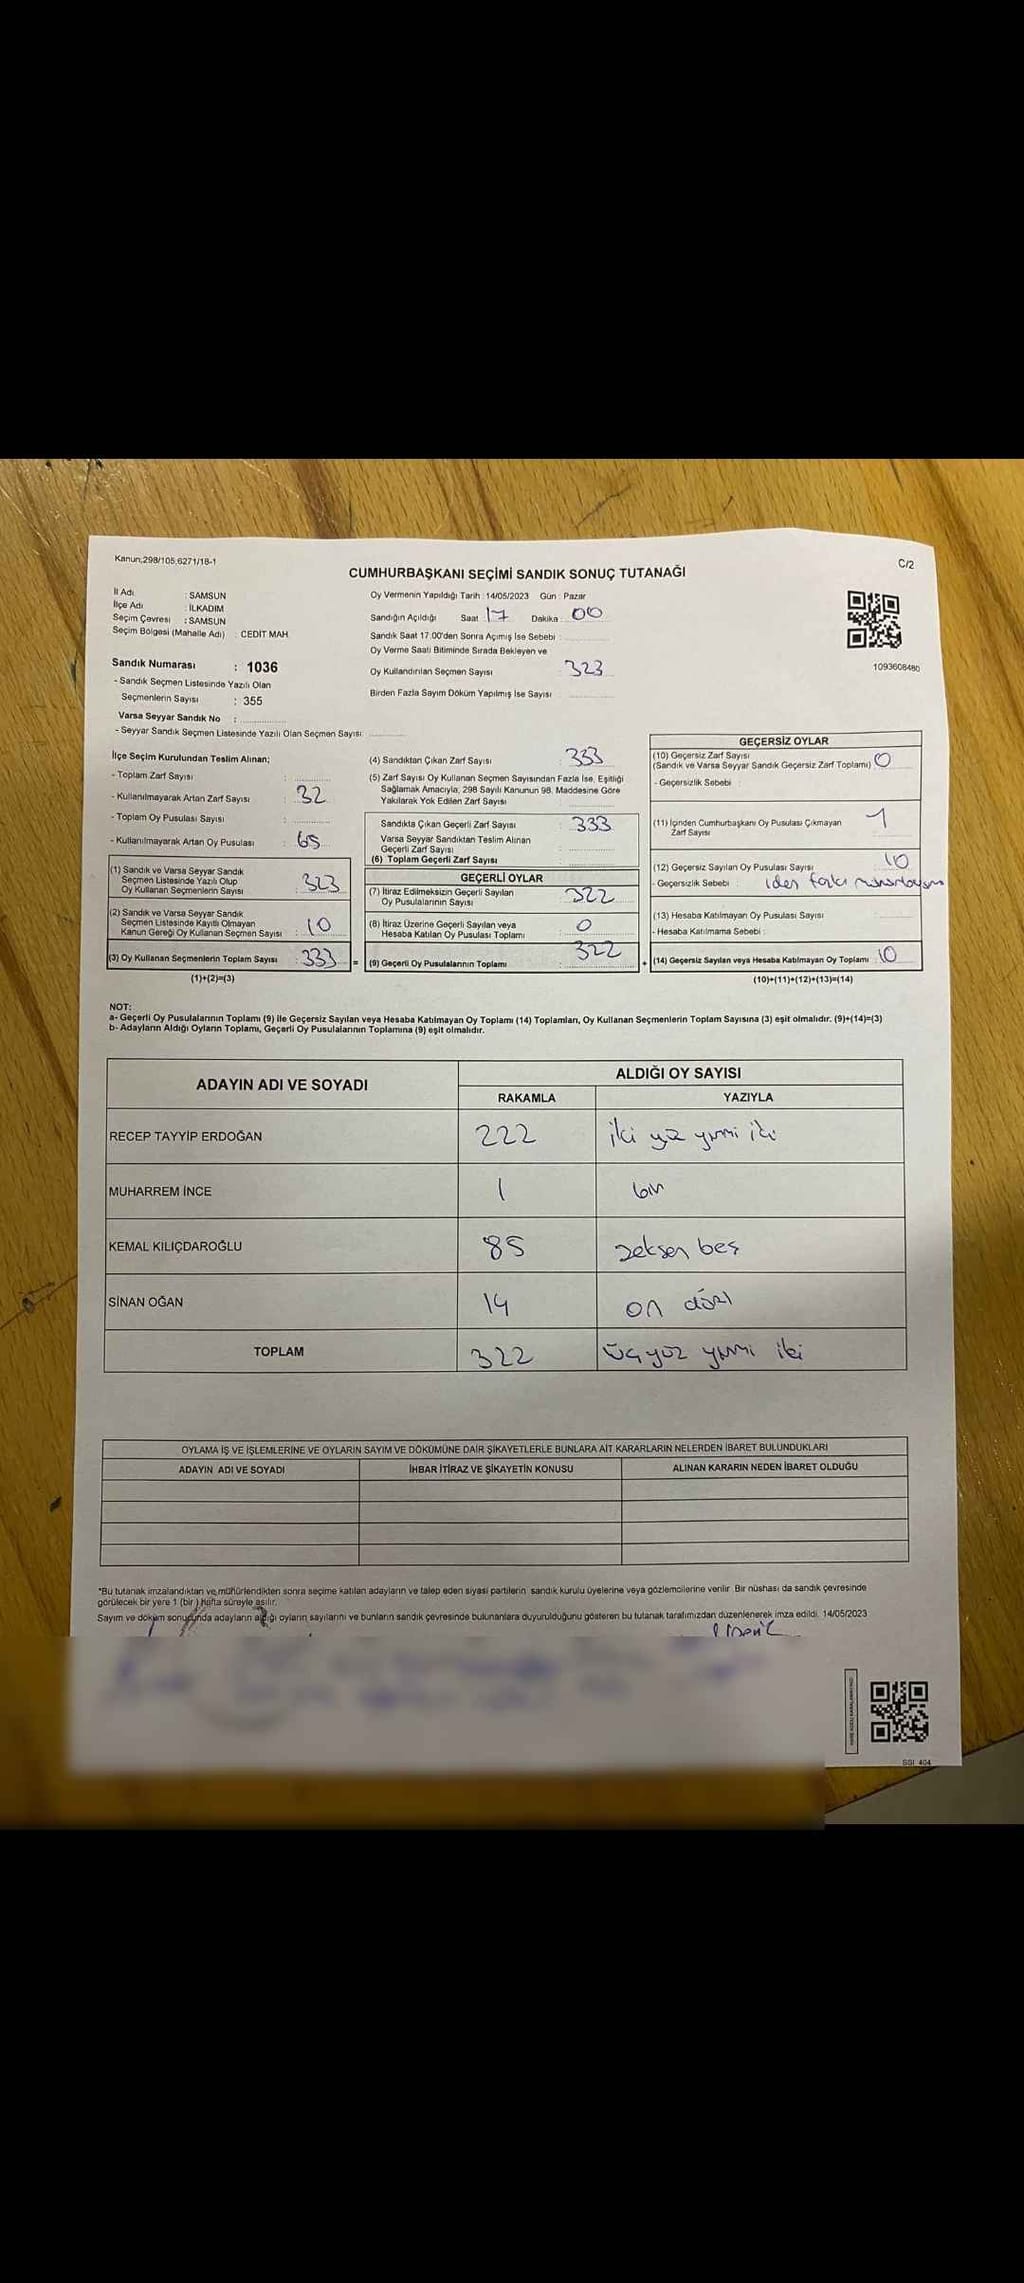 Kanun;298/105,6271/18-1
C/2
CUMHURBAŞKANI SEÇİMİ SANDIK SONUÇ TUTANAĞI
İl Adı : SAMSUN
İlçe Adı : İLKADIM
Seçim Çevresi : SAMSUN
Seçim Bölgesi (Mahalle Adı) : CEDİT MAH.
Sandık Numarası : 1036
- Sandık Seçmen Listesinde Yazılı Olan
Seçmenlerin Sayısı : 355
Varsa Seyyar Sandık No :
- Seyyar Sandık Seçmen Listesinde Yazılı Olan Seçmen Sayısı:
Oy Vermenin Yapıldığı Tarih : 14/05/2023 Gün : Pazar
Sandığın Açıldığı Saat : 17 Dakika : 00
Sandık Saat 17.00'den Sonra Açımış İse Sebebi :
Oy Verme Saati Bitiminde Sırada Bekleyen ve
Oy Kullandırılan Seçmen Sayısı : 323
Birden Fazla Sayım Döküm Yapılmış İse Sayısı :
1093608480
İlçe Seçim Kurulundan Teslim Alınan;
- Toplam Zarf Sayısı :
- Kullanılmayarak Artan Zarf Sayısı : 32
- Toplam Oy Pusulası Sayısı :
- Kullanılmayarak Artan Oy Pusulası : 65
(1) Sandık ve Varsa Seyyar Sandık
Seçmen Listesinde Yazılı Olup
Oy Kullanan Seçmenlerin Sayısı : 323
(2) Sandık ve Varsa Seyyar Sandık
Seçmen Listesinde Kayıtlı Olmayan
Kanun Gereği Oy Kullanan Seçmen Sayısı : 10
(3) Oy Kullanan Seçmenlerin Toplam Sayısı : 333 =
(1)+(2)=(3)
(4) Sandıktan Çıkan Zarf Sayısı : 333
(5) Zarf Sayısı Oy Kullanan Seçmen Sayısından Fazla İse, Eşitliği
Sağlamak Amacıyla; 298 Sayılı Kanunun 98. Maddesine Göre
Yakılarak Yok Edilen Zarf Sayısı :
Sandıkta Çıkan Geçerli Zarf Sayısı : 333
Varsa Seyyar Sandıktan Teslim Alınan
Geçerli Zarf Sayısı :
(6) Toplam Geçerli Zarf Sayısı :
GEÇERLİ OYLAR
(7) İtiraz Edilmeksizin Geçerli Sayılan
Oy Pusulalarının Sayısı : 322
(8) İtiraz Üzerine Geçerli Sayılan veya
Hesaba Katılan Oy Pusulası Toplamı : 0
(9) Geçerli Oy Pusulalarının Toplamı : 322 +
GEÇERSİZ OYLAR
(10) Geçersiz Zarf Sayısı
(Sandık ve Varsa Seyyar Sandık Geçersiz Zarf Toplamı) : 0
- Geçersizlik Sebebi :
(11) İçinden Cumhurbaşkanı Oy Pusulası Çıkmayan
Zarf Sayısı : 1
(12) Geçersiz Sayılan Oy Pusulası Sayısı : 10
- Geçersizlik Sebebi :
(13) Hesaba Katılmayan Oy Pusulası Sayısı :
- Hesaba Katılmama Sebebi :
(14) Geçersiz Sayılan veya Hesaba Katılmayan Oy Toplamı : 10
(10)+(11)+(12)+(13)=(14)
NOT:
a- Geçerli Oy Pusulalarının Toplamı (9) ile Geçersiz Sayılan veya Hesaba Katılmayan Oy Toplamı (14) Toplamları, Oy Kullanan Seçmenlerin Toplam Sayısına (3) eşit olmalıdır. (9)+(14)=(3)
b- Adayların Aldığı Oyların Toplamı, Geçerli Oy Pusulalarının Toplamına (9) eşit olmalıdır.
ADAYIN ADI VE SOYADI ALDIĞI OY SAYISI
RAKAMLA YAZIYLA
RECEP TAYYİP ERDOĞAN 222 iki yüz yirmi iki
MUHARREM İNCE 1 bir
KEMAL KILIÇDAROĞLU 85 seksen beş
SİNAN OĞAN 14 on dört
TOPLAM 322 üçyüz yirmi iki
OYLAMA İŞ VE İŞLEMLERİNE VE OYLARIN SAYIM VE DÖKÜMÜNE DAİR ŞİKAYETLERLE BUNLARA AİT KARARLARIN NELERDEN İBARET BULUNDUKLARI
ADAYIN ADI VE SOYADI İHBAR İTİRAZ VE ŞİKAYETİN KONUSU ALINAN KARARIN NEDEN İBARET OLDUĞU
*Bu tutanak imzalandıktan ve mühürlendikten sonra seçime katılan adayların ve talep eden siyasi partilerin sandık kurulu üyelerine veya gözlemcilerine verilir. Bir nüshası da sandık çevresinde
görülecek bir yere 1 (bir ) hafta süreyle asılır.
Sayım ve döküm sonucunda adayların aldığı oyların sayılarını ve bunların sandık çevresinde bulunanlara duyurulduğunu gösteren bu tutanak tarafımızdan düzenlenerek imza edildi. 14/05/2023
SSI 404